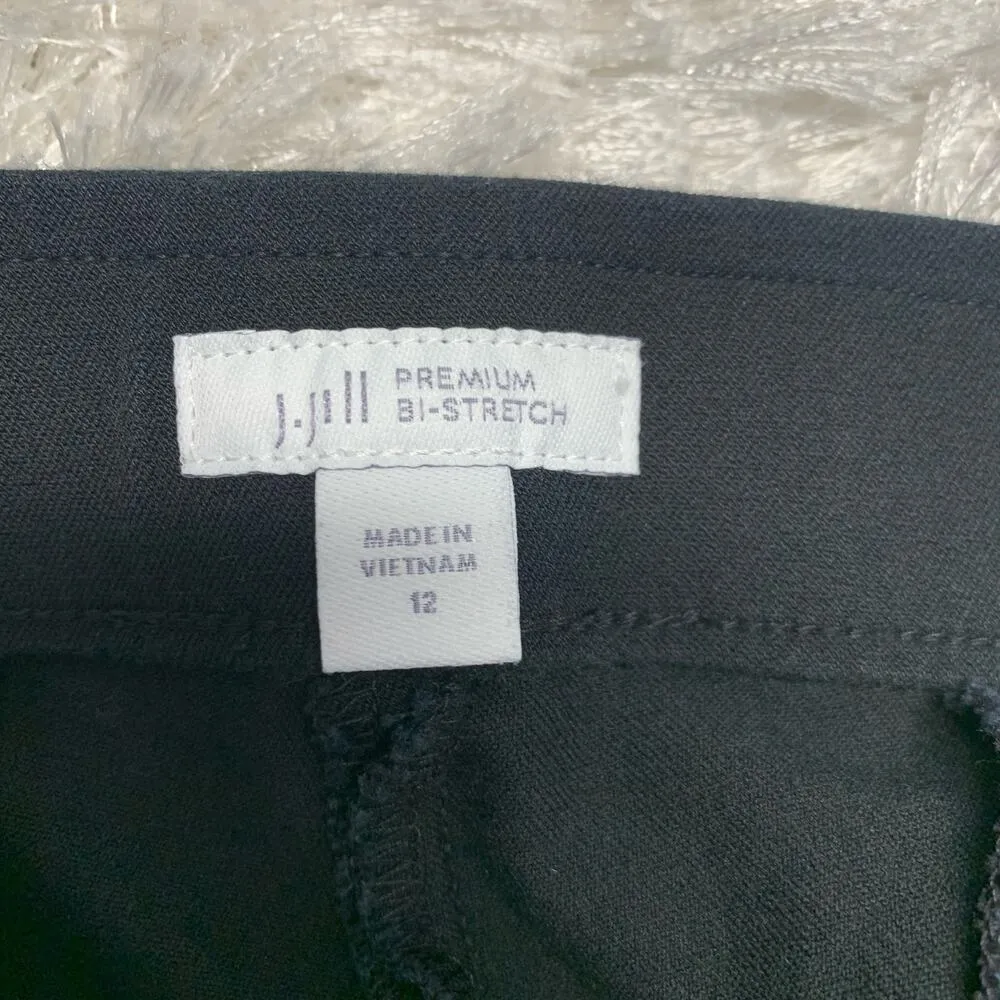 J.Jill PREMIUM
BI-STRETCH
MADE IN
VIETNAM
12